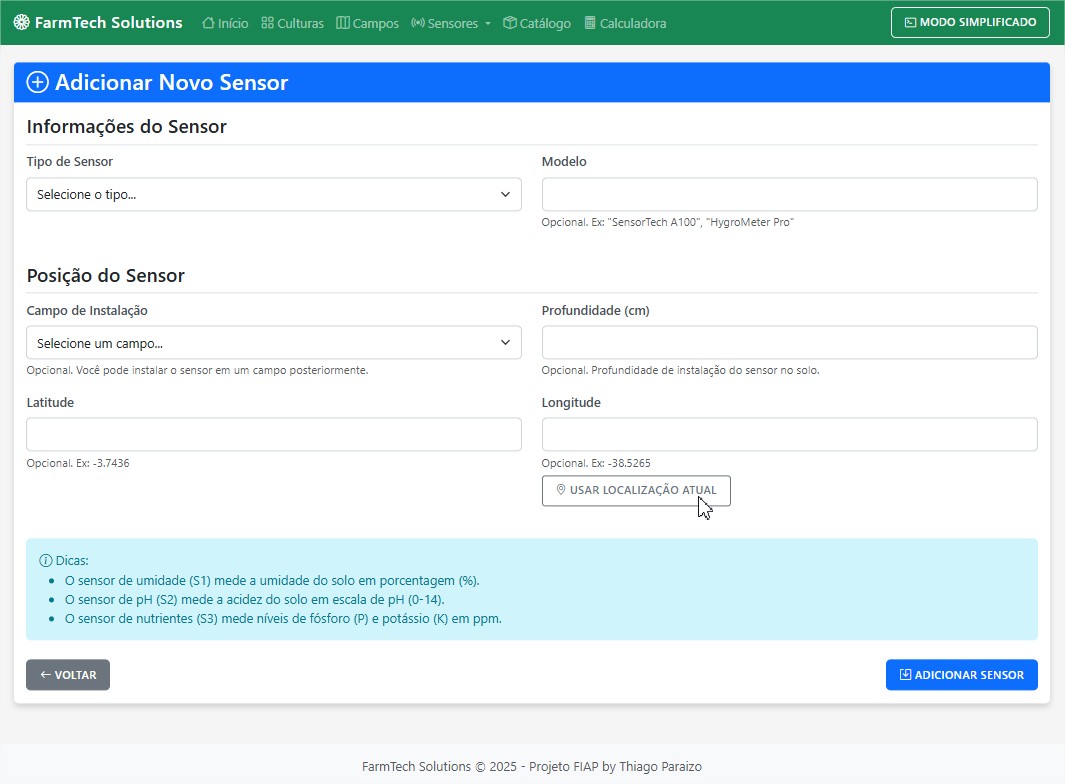 FarmTech Solutions Início Culturas Campos Sensores Catálogo Calculadora MODO SIMPLIFICADO
Adicionar Novo Sensor
Informações do Sensor
Tipo de Sensor
Selecione o tipo...
Modelo
Opcional. Ex: "SensorTech A100", "HygroMeter Pro"
Posição do Sensor
Campo de Instalação
Selecione um campo...
Opcional. Você pode instalar o sensor em um campo posteriormente.
Profundidade (cm)
Opcional. Profundidade de instalação do sensor no solo.
Latitude
Opcional. Ex: -3.7436
Longitude
Opcional. Ex: -38.5265
USAR LOCALIZAÇÃO ATUAL
Dicas:
O sensor de umidade (S1) mede a umidade do solo em porcentagem (%).
O sensor de pH (S2) mede a acidez do solo em escala de pH (0-14).
O sensor de nutrientes (S3) mede níveis de fósforo (P) e potássio (K) em ppm.
VOLTAR
ADICIONAR SENSOR
FarmTech Solutions © 2025 - Projeto FIAP by Thiago Paraizo